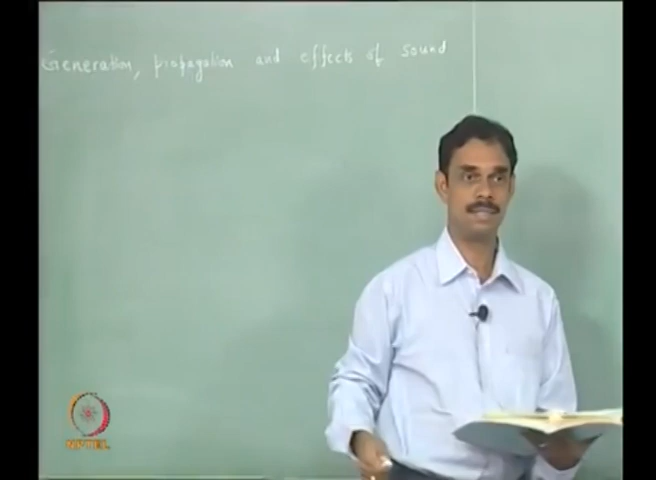 Generation, propagation and effects of sound
NPTEL